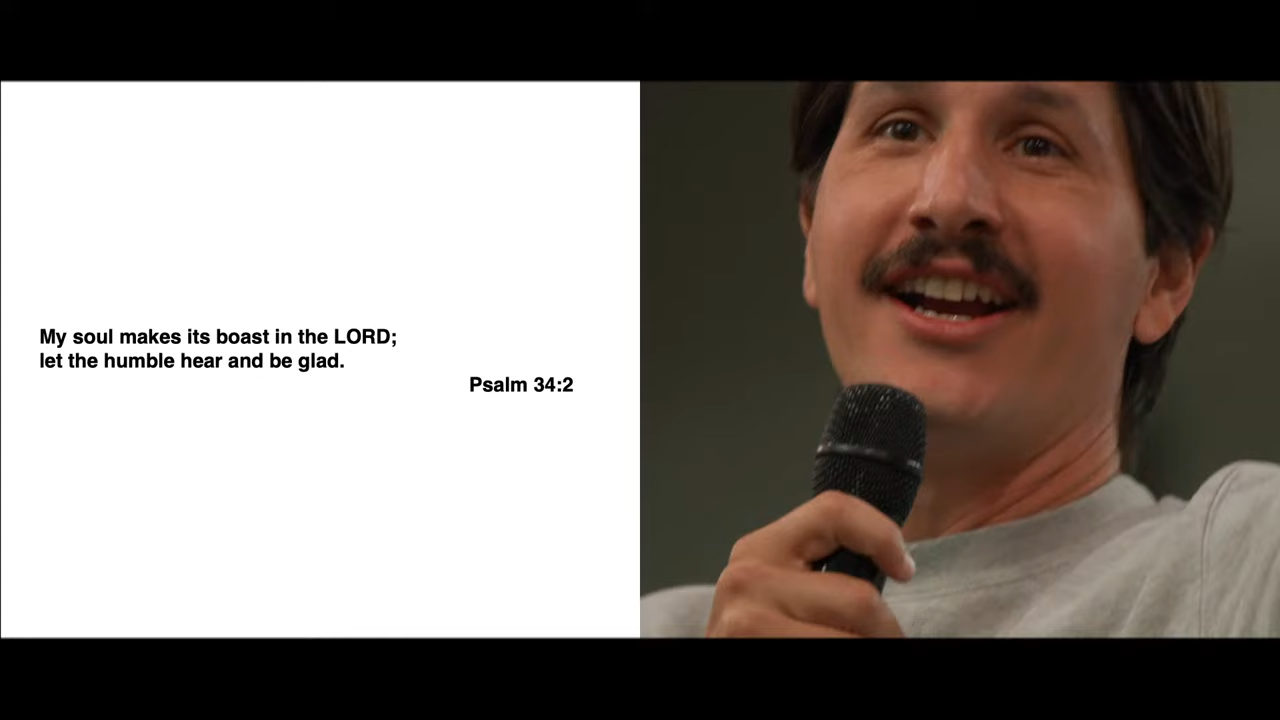 My soul makes its boast in the LORD;
let the humble hear and be glad.
Psalm 34:2